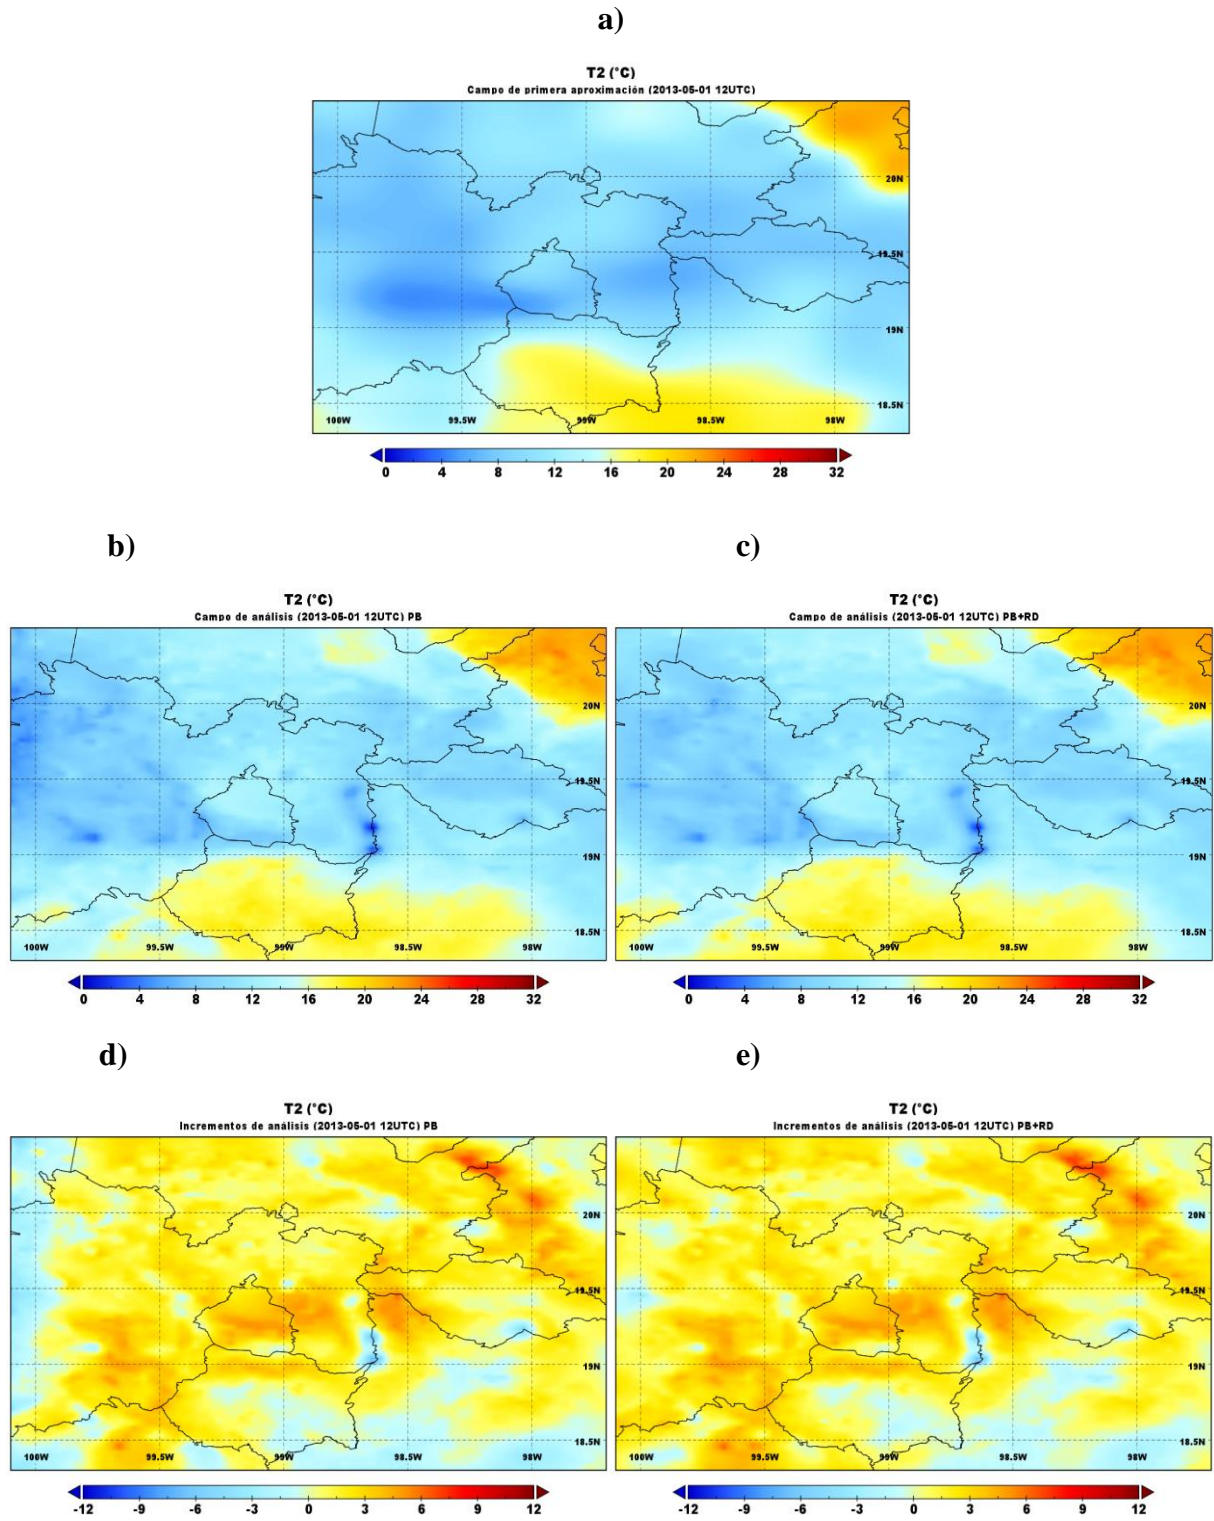 a)
T2 (°C)
Campo de primera aproximación (2013-05-01 12UTC)
20N
19.5N
19N
18.5N
100W 99.5W 99W 98.5W 98W
0 4 8 12 16 20 24 28 32
b) c)
T2 (°C)
Campo de análisis (2013-05-01 12UTC) PB
20N
19.5N
19N
18.5N
100W 99.5W 99W 98.5W 98W
0 4 8 12 16 20 24 28 32
T2 (°C)
Campo de análisis (2013-05-01 12UTC) PB+RD
20N
19.5N
19N
18.5N
100W 99.5W 99W 98.5W 98W
0 4 8 12 16 20 24 28 32
d) e)
T2 (°C)
Incrementos de análisis (2013-05-01 12UTC) PB
20N
19.5N
19N
18.5N
100W 99.5W 99W 98.5W 98W
-12 -9 -6 -3 0 3 6 9 12
T2 (°C)
Incrementos de análisis (2013-05-01 12UTC) PB+RD
20N
19.5N
19N
18.5N
100W 99.5W 99W 98.5W 98W
-12 -9 -6 -3 0 3 6 9 12